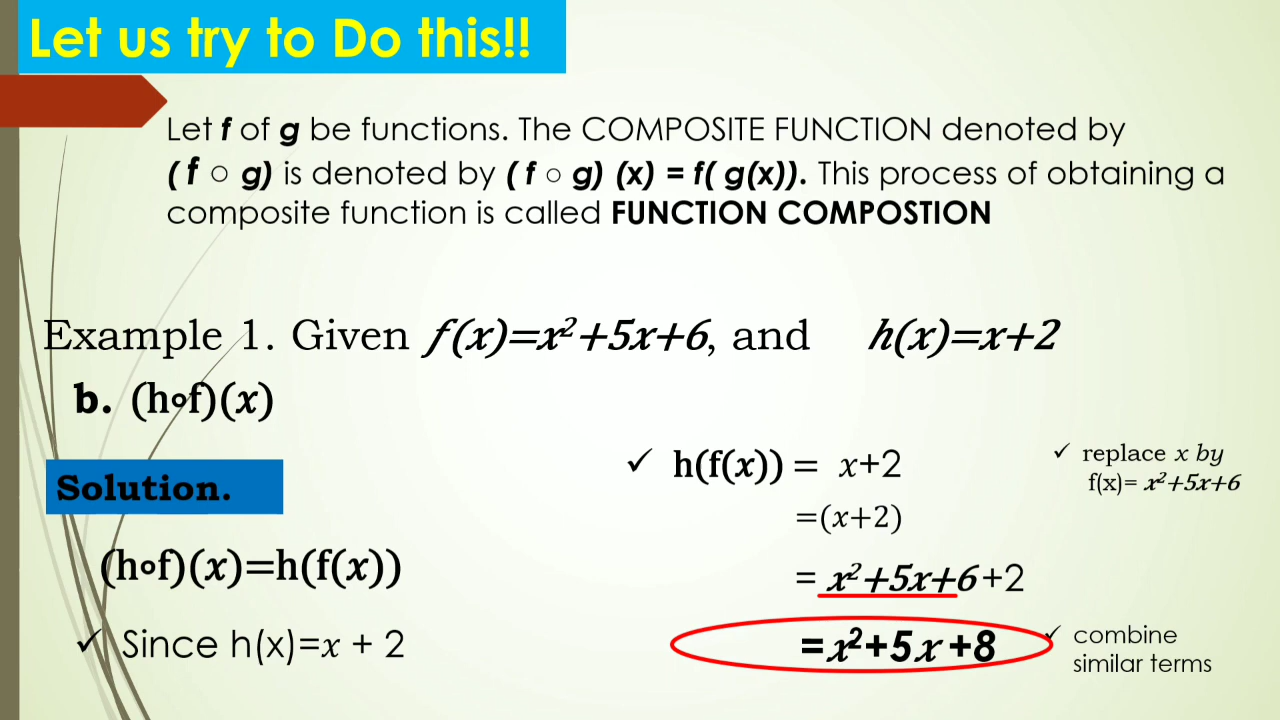 Let us try to Do this!!
Let f of g be functions. The COMPOSITE FUNCTION denoted by
( f ○ g) is denoted by ( f ○ g) (x) = f( g(x)). This process of obtaining a
composite function is called FUNCTION COMPOSTION
Example 1. Given f(x)=x²+5x+6, and h(x)=x+2
b. (h∘f)(x)
Solution.
(h∘f)(x)=h(f(x))
✓ Since h(x)=x + 2
✓ h(f(x)) = x+2
=(x+2)
= x²+5x+6+2
=x²+5x+8
✓ replace x by
f(x)= x²+5x+6
✓ combine
similar terms